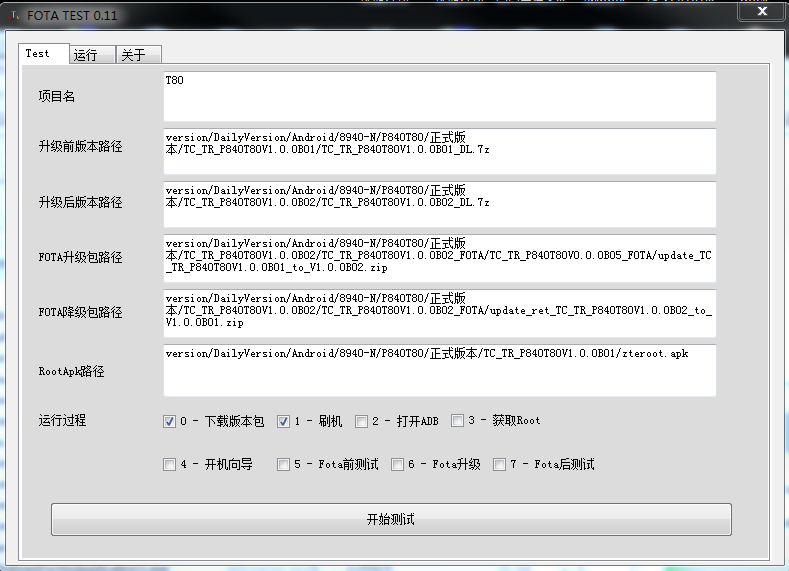 FOTA TEST 0.11
Test 运行 关于
项目名
T80
升级前版本路径
version/DailyVersion/Android/8940-N/P840T80/正式版
本/TC_TR_P840T80V1.0.0B01/TC_TR_P840T80V1.0.0B01_DL.7z
升级后版本路径
version/DailyVersion/Android/8940-N/P840T80/正式版
本/TC_TR_P840T80V1.0.0B02/TC_TR_P840T80V1.0.0B02_DL.7z
FOTA升级包路径
version/DailyVersion/Android/8940-N/P840T80/正式版
本/TC_TR_P840T80V1.0.0B02/TC_TR_P840T80V1.0.0B02_FOTA/TC_TR_P840T80V0.0.0B05_FOTA/update_TC
_TR_P840T80V1.0.0B01_to_V1.0.0B02.zip
FOTA降级包路径
version/DailyVersion/Android/8940-N/P840T80/正式版
本/TC_TR_P840T80V1.0.0B02/TC_TR_P840T80V1.0.0B02_FOTA/update_ret_TC_TR_P840T80V1.0.0B02_to_
V1.0.0B01.zip
RootApk路径
version/DailyVersion/Android/8940-N/P840T80/正式版本/TC_TR_P840T80V1.0.0B01/zteroot.apk
运行过程
0 - 下载版本包 1 - 刷机 2 - 打开ADB 3 - 获取Root
4 - 开机向导 5 - Fota前测试 6 - Fota升级 7 - Fota后测试
开始测试